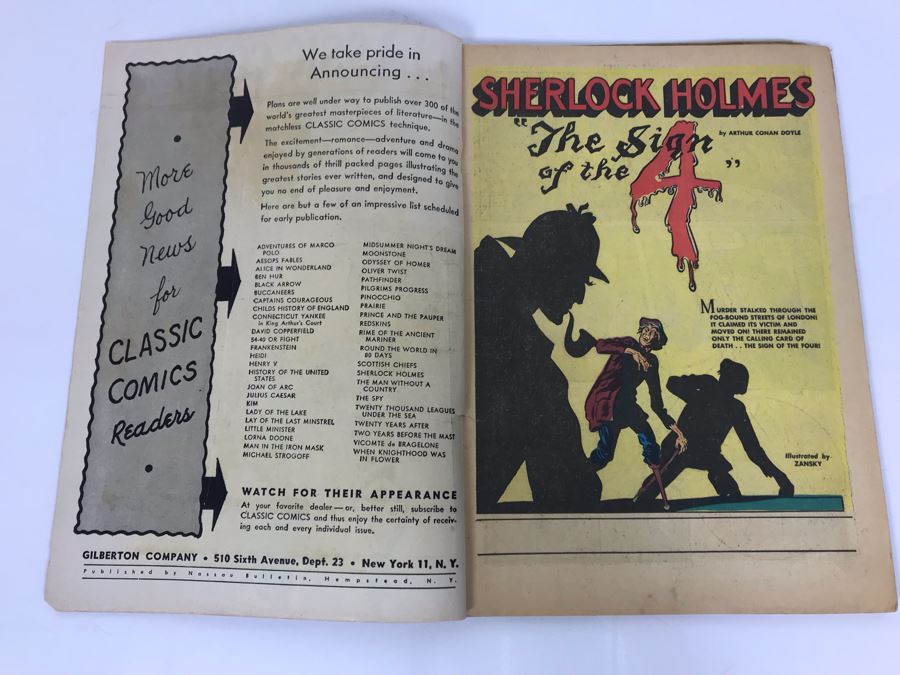 More
Good
News
for
CLASSIC
COMICS
Readers
We take pride in
Announcing . . .
Plans are well under way to publish over 300 of the
world's greatest masterpieces of literature—in the
matchless CLASSIC COMICS technique.
The excitement—romance—adventure and drama
enjoyed by generations of readers will come to you
in thousands of thrill packed pages illustrating the
greatest stories ever written, and designed to give
you no end of pleasure and enjoyment.
Here are but a few of an impressive list scheduled
for early publication.
ADVENTURES OF MARCO
POLO
AESOPS FABLES
ALICE IN WONDERLAND
BEN HUR
BLACK ARROW
BUCCANEERS
CAPTAINS COURAGEOUS
CHILDS HISTORY OF ENGLAND
CONNECTICUT YANKEE
in King Arthur's Court
DAVID COPPERFIELD
54-40 OR FIGHT
FRANKENSTEIN
HEIDI
HENRY V
HISTORY OF THE UNITED
STATES
JOAN OF ARC
JULIUS CAESAR
KIM
LADY OF THE LAKE
LAY OF THE LAST MINSTREL
LITTLE MINISTER
LORNA DOONE
MAN IN THE IRON MASK
MICHAEL STROGOFF
MIDSUMMER NIGHT'S DREAM
MOONSTONE
ODYSSEY OF HOMER
OLIVER TWIST
PATHFINDER
PILGRIMS PROGRESS
PINOCCHIO
PRAIRIE
PRINCE AND THE PAUPER
REDSKINS
RIME OF THE ANCIENT
MARINER
ROUND THE WORLD IN
80 DAYS
SCOTTISH CHIEFS
SHERLOCK HOLMES
THE MAN WITHOUT A
COUNTRY
THE SPY
TWENTY THOUSAND LEAGUES
UNDER THE SEA
TWENTY YEARS AFTER
TWO YEARS BEFORE THE MAST
VICOMTE de BRAGELONE
WHEN KNIGHTHOOD WAS
IN FLOWER
WATCH FOR THEIR APPEARANCE
At your favorite dealer—or, better still, subscribe to
CLASSIC COMICS and thus enjoy the certainty of receiv-
ing each and every individual issue.
GILBERTON COMPANY • 510 Sixth Avenue, Dept. 23 • New York 11, N. Y.
Published by Nassau Bulletin, Hempstead, N. Y.
SHERLOCK HOLMES
"The Sign
by ARTHUR CONAN DOYLE
of the 4"
MURDER STALKED THROUGH THE
FOG-BOUND STREETS OF LONDON!
IT CLAIMED ITS VICTIM AND
MOVED ON! THERE REMAINED
ONLY THE CALLING CARD OF
DEATH . . THE SIGN OF THE FOUR!
Illustrated by
ZANSKY